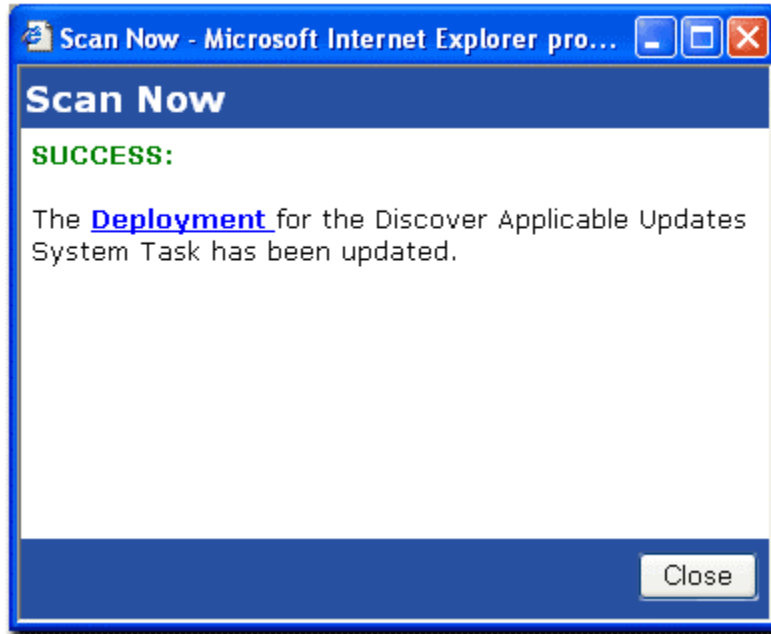 Scan Now - Microsoft Internet Explorer pro...
Scan Now
SUCCESS:
The Deployment for the Discover Applicable Updates
System Task has been updated.
Close